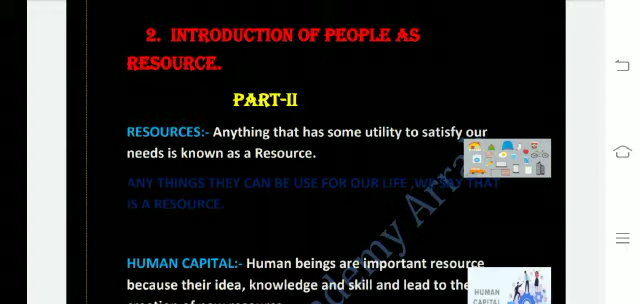 2. INTRODUCTION OF PEOPLE AS
RESOURCE.
PART-II
RESOURCES:- Anything that has some utility to satisfy our
needs is known as a Resource.
ANY THINGS THEY CAN BE USE FOR OUR LIFE ,WE SAY THAT
IS A RESOURCE.
HUMAN CAPITAL:- Human beings are important resource
because their idea, knowledge and skill and lead to the
HUMAN
CAPITAL